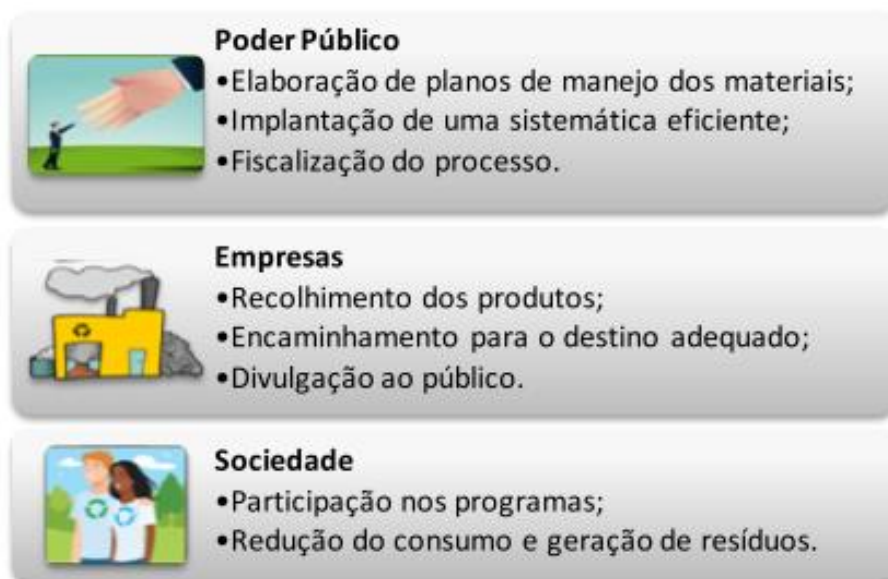 Poder Público
•Elaboração de planos de manejo dos materiais;
•Implantação de uma sistemática eficiente;
•Fiscalização do processo.
Empresas
•Recolhimento dos produtos;
•Encaminhamento para o destino adequado;
•Divulgação ao público.
Sociedade
•Participação nos programas;
•Redução do consumo e geração de resíduos.